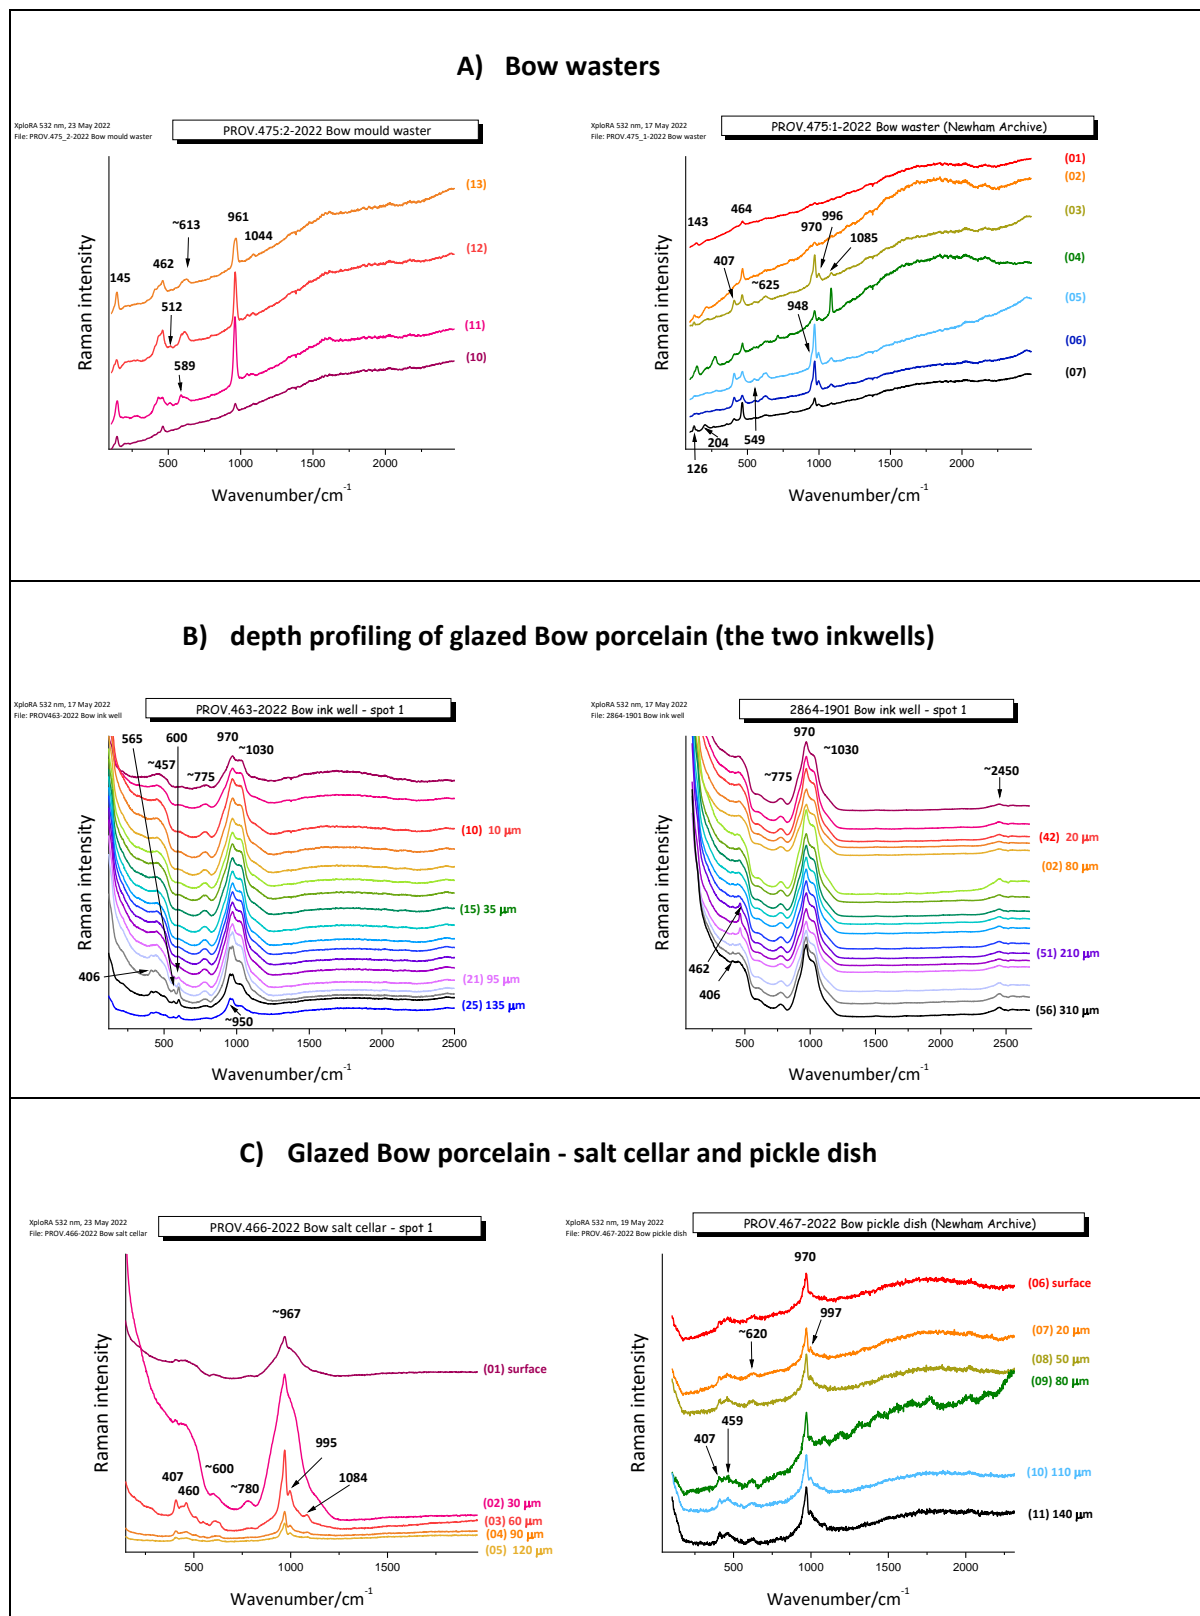 A) Bow wasters
XploRA 532 nm, 23 May 2022
File: PROV.475_2-2022 Bow mould waster
PROV.475:2-2022 Bow mould waster
(13)
961
~613
1044
462
145
(12)
512
(11)
589
(10)
Raman intensity
500 1000 1500 2000
Wavenumber/cm-1
XploRA 532 nm, 17 May 2022
File: PROV.475_1-2022 Bow waster
PROV.475:1-2022 Bow waster (Newham Archive)
(01)
(02)
(03)
(04)
(05)
(06)
(07)
143
464
996
970
1085
407
~625
948
204
549
126
Raman intensity
500 1000 1500 2000
Wavenumber/cm-1
B) depth profiling of glazed Bow porcelain (the two inkwells)
XploRA 532 nm, 17 May 2022
File: PROV463-2022 Bow ink well
PROV.463-2022 Bow ink well - spot 1
565
600
970
~1030
~457
~775
(10) 10 µm
(15) 35 µm
406
(21) 95 µm
(25) 135 µm
~950
Raman intensity
500 1000 1500 2000 2500
Wavenumber/cm-1
XploRA 532 nm, 17 May 2022
File: 2864-1901 Bow ink well
2864-1901 Bow ink well - spot 1
970
~1030
~775
~2450
(42) 20 µm
(02) 80 µm
(51) 210 µm
462
406
(56) 310 µm
Raman intensity
500 1000 1500 2000 2500
Wavenumber/cm-1
C) Glazed Bow porcelain - salt cellar and pickle dish
XploRA 532 nm, 23 May 2022
File: PROV.466-2022 Bow salt cellar
PROV.466-2022 Bow salt cellar - spot 1
~967
(01) surface
995
~600
407
460
~780
1084
(02) 30 µm
(03) 60 µm
(04) 90 µm
(05) 120 µm
Raman intensity
500 1000 1500
Wavenumber/cm-1
XploRA 532 nm, 19 May 2022
File: PROV.467-2022 Bow pickle dish
PROV.467-2022 Bow pickle dish (Newham Archive)
970
(06) surface
997
~620
(07) 20 µm
(08) 50 µm
(09) 80 µm
459
407
(10) 110 µm
(11) 140 µm
Raman intensity
500 1000 1500 2000
Wavenumber/cm-1